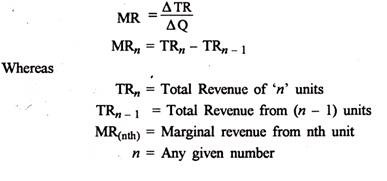 MR = ΔTR / ΔQ
MRn = TRn − TRn − 1
Whereas
TRn = Total Revenue of ‘n’ units
TRn − 1 = Total Revenue from (n − 1) units
MR(nth) = Marginal revenue from nth unit
n = Any given number